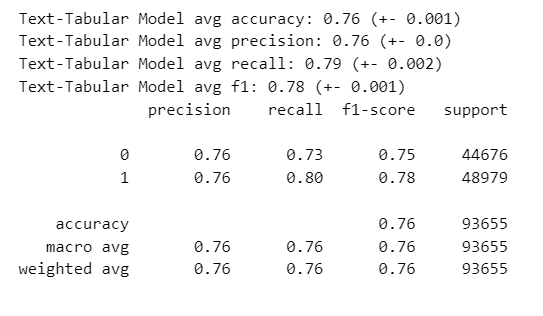 Text-Tabular Model avg accuracy: 0.76 (+- 0.001)
Text-Tabular Model avg precision: 0.76 (+- 0.0)
Text-Tabular Model avg recall: 0.79 (+- 0.002)
Text-Tabular Model avg f1: 0.78 (+- 0.001)
precision recall f1-score support
0 0.76 0.73 0.75 44676
1 0.76 0.80 0.78 48979
accuracy 0.76 93655
macro avg 0.76 0.76 0.76 93655
weighted avg 0.76 0.76 0.76 93655